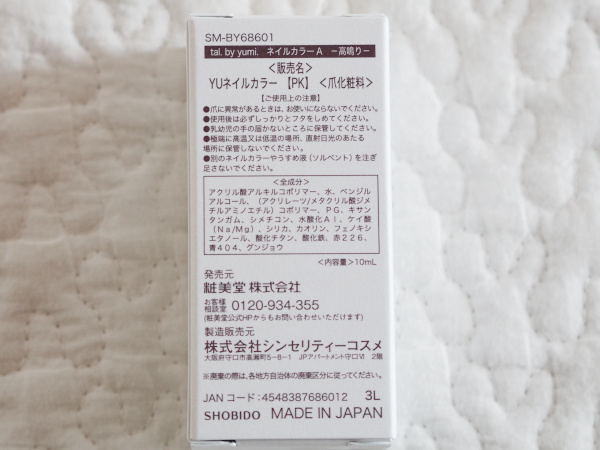 SM-BY68601
tal. by yumi. ネイルカラーA －高鳴り－
＜販売名＞
YUネイルカラー 【PK】 ＜爪化粧料＞
【ご使用上の注意】
●爪に異常があるときは、お使いにならないでください。
●使用後は必ずしっかりとフタをしめてください。
●乳幼児の手の届かないところに保管してください。
●極端に高温又は低温の場所、直射日光のあたる
場所に保管しないでください。
●別のネイルカラーやうすめ液（ソルベント）を注ぎ
足さないでください。
＜全成分＞
アクリル酸アルキルコポリマー、水、ベンジル
アルコール、（アクリレーツ/メタクリル酸ジメ
チルアミノエチル）コポリマー、PG、キサン
タンガム、シメチコン、水酸化Al、ケイ酸
（Na/Mg）、シリカ、カオリン、フェノキシ
エタノール、酸化チタン、酸化鉄、赤226、
青404、グンジョウ
＜内容量＞10mL
発売元
粧美堂 株式会社
お客様
相談室 0120-934-355
(粧美堂公式HPからもお問い合わせいただけます)
製造販売元
株式会社シンセリティーコスメ
大阪府守口市高瀬町5－8－1 JPアパートメント守口Ⅵ 2階
※廃棄の際は、各地方自治体の廃棄区分に従ってください。
JAN コード：4548387686012 3L
SHOBIDO MADE IN JAPAN